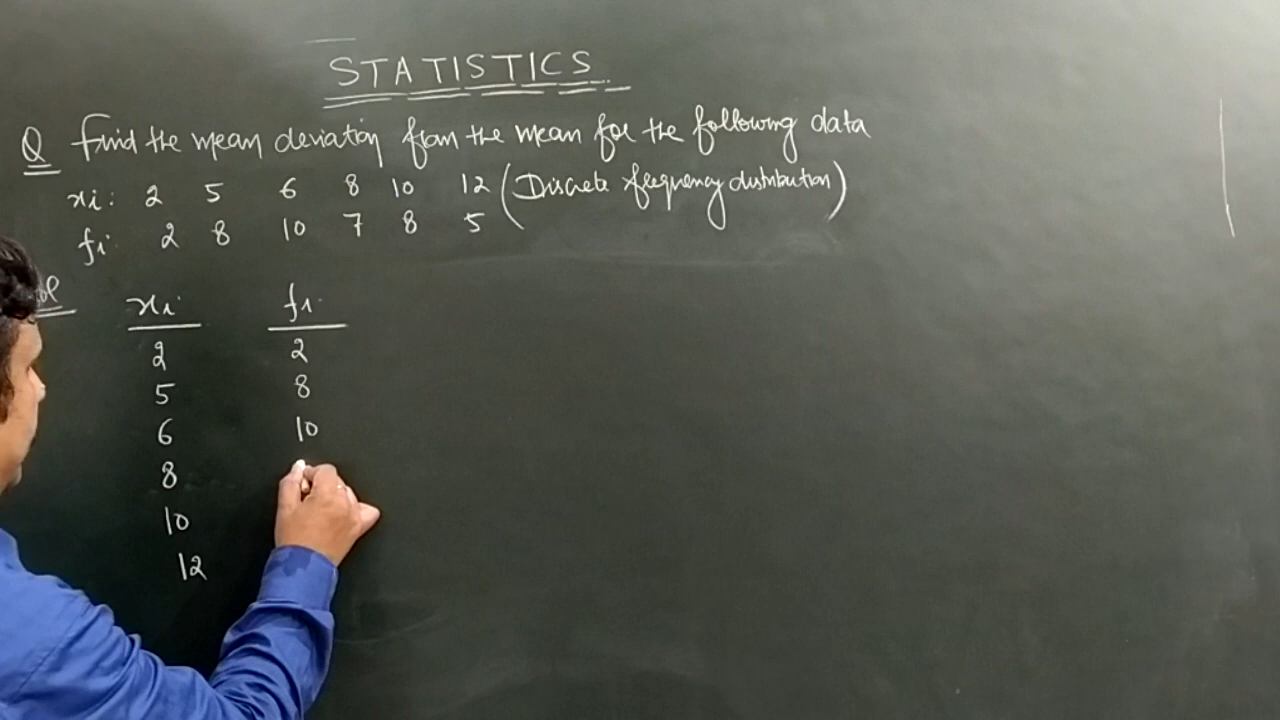 STATISTICS
Q Find the mean deviation from the mean for the following data
xi: 2 5 6 8 10 12 (Discrete frequency distribution)
fi: 2 8 10 7 8 5
xi fi
2 2
5 8
6 10
8
10
12